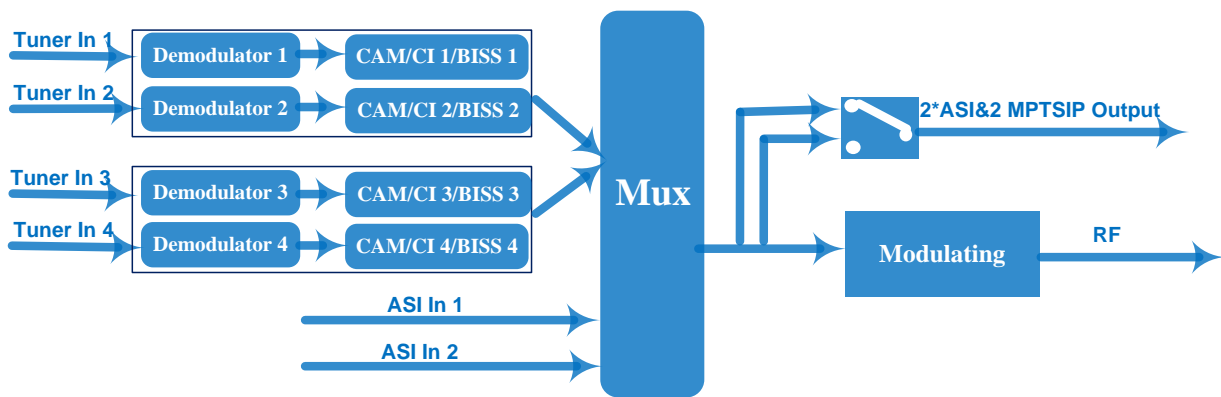 Tuner In 1
Demodulator 1
CAM/CI 1/BISS 1
Tuner In 2
Demodulator 2
CAM/CI 2/BISS 2
Tuner In 3
Demodulator 3
CAM/CI 3/BISS 3
Tuner In 4
Demodulator 4
CAM/CI 4/BISS 4
ASI In 1
ASI In 2
Mux
2*ASI&2 MPTSIP Output
Modulating
RF